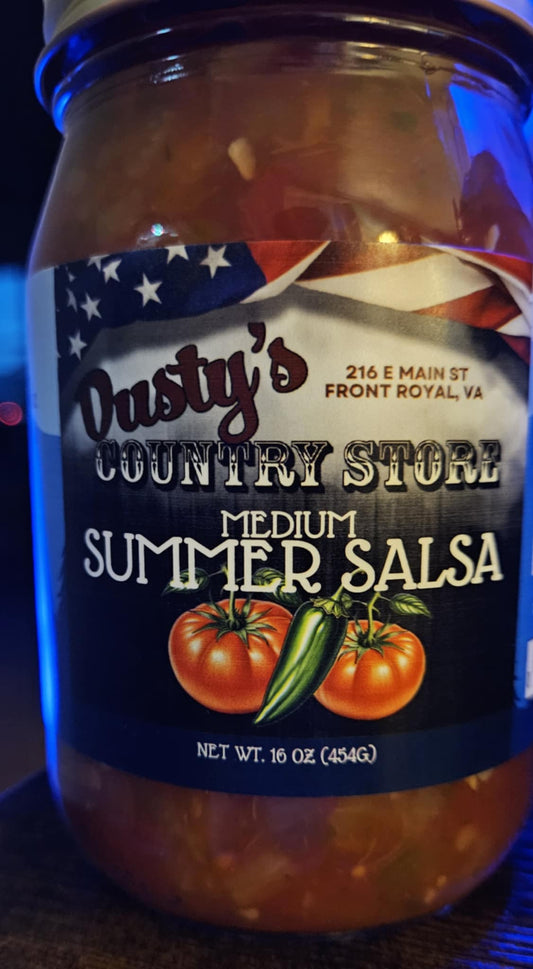 Dusty's
216 E MAIN ST
FRONT ROYAL, VA
COUNTRY STORE
MEDIUM
SUMMER SALSA
NET WT. 16 OZ (454G)